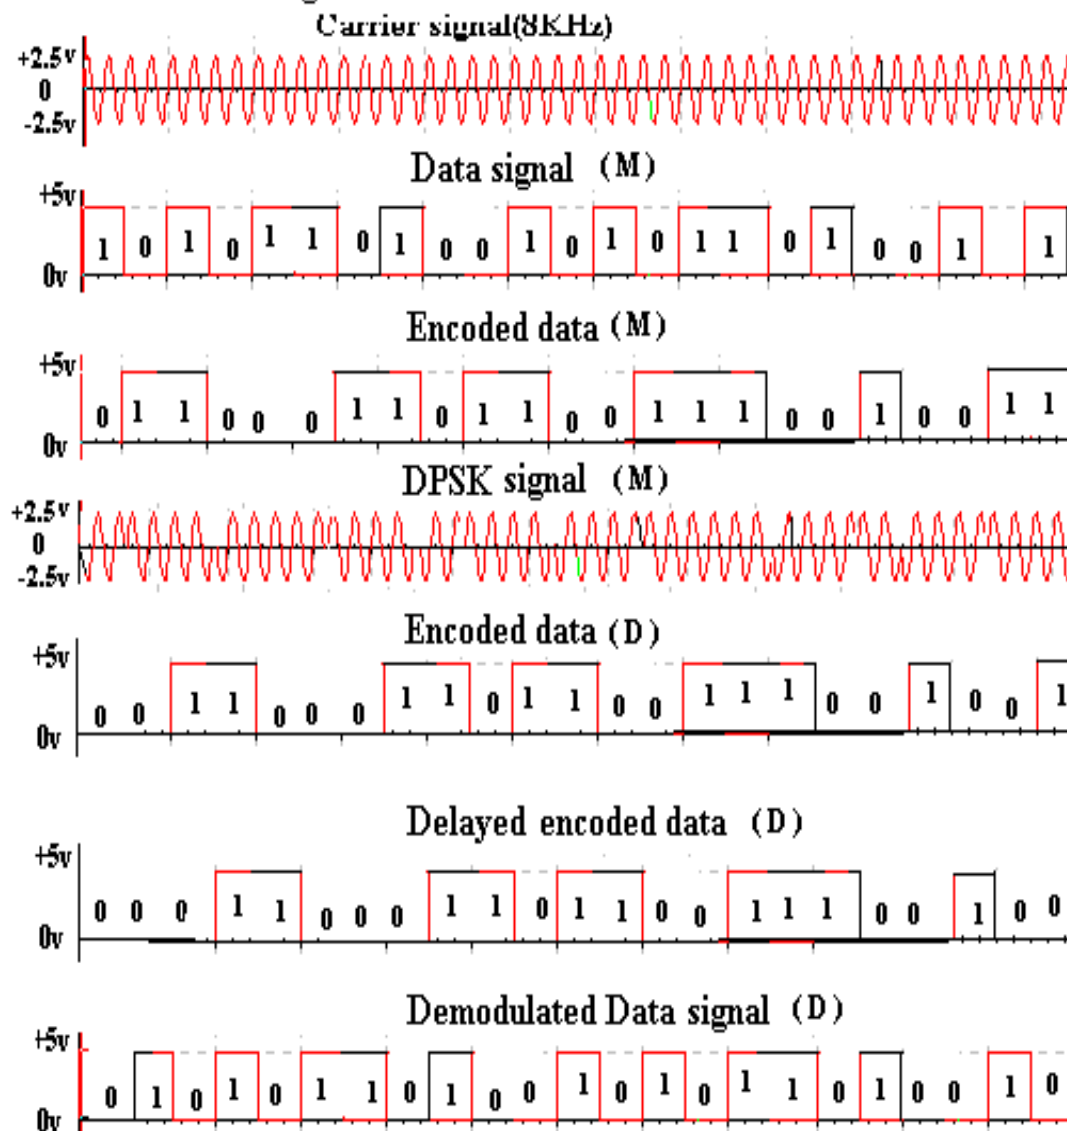 Carrier signal(8KHz)
+2.5v
0
-2.5v
Data signal (M)
+5v
1 0 1 0 1 1 0 1 0 0 1 0 1 0 1 1 0 1 0 0 1 1
0v
Encoded data (M)
+5v
0 1 1 0 0 0 1 1 0 1 1 0 0 1 1 1 0 0 1 0 0 1 1
0v
DPSK signal (M)
+2.5v
0
-2.5v
Encoded data (D)
+5v
0 0 1 1 0 0 0 1 1 0 1 1 0 0 1 1 1 0 0 1 0 0 1
0v
Delayed encoded data (D)
+5v
0 0 0 1 1 0 0 0 1 1 0 1 1 0 0 1 1 1 0 0 1 0 0
0v
Demodulated Data signal (D)
+5v
0 1 0 1 0 1 1 0 1 0 0 1 0 1 0 1 1 0 1 0 0 1 0
0v